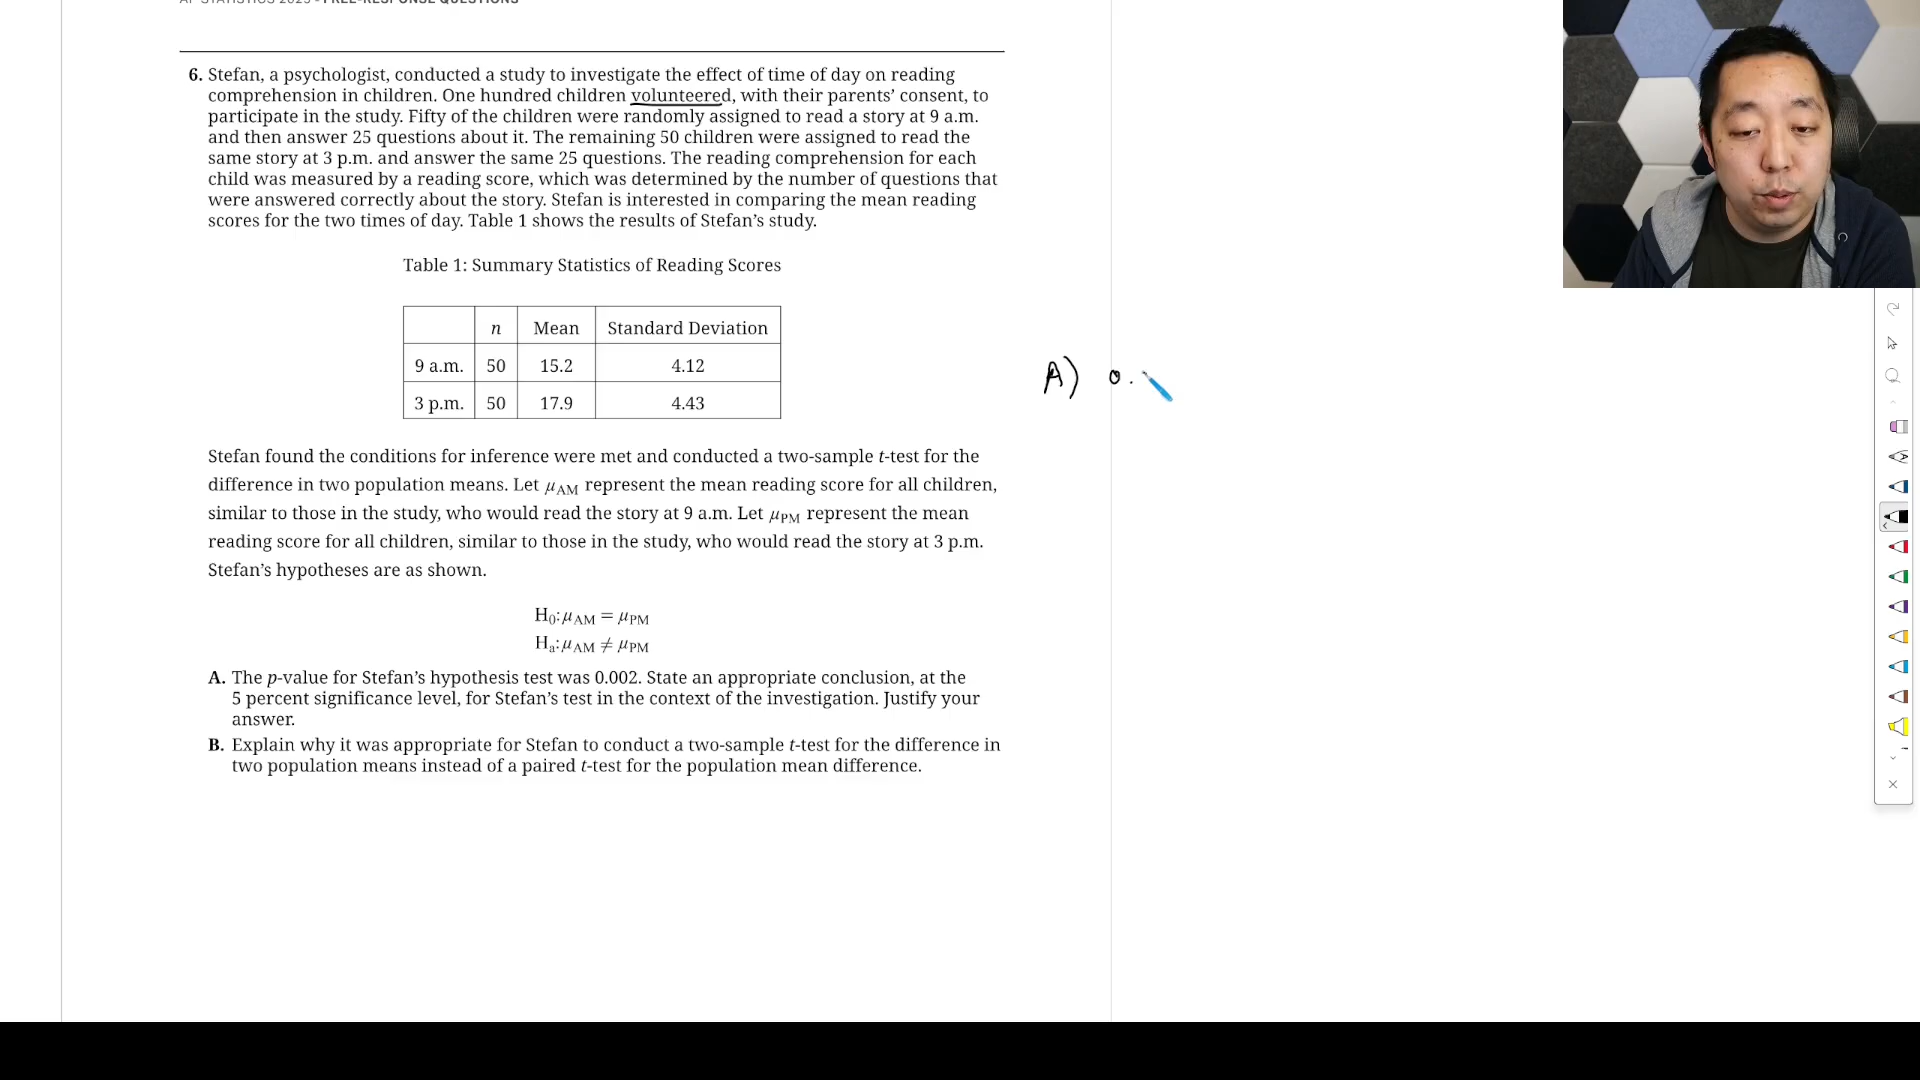 AP STATISTICS 2025 • FREE-RESPONSE QUESTIONS
6. Stefan, a psychologist, conducted a study to investigate the effect of time of day on reading
comprehension in children. One hundred children volunteered, with their parents’ consent, to
participate in the study. Fifty of the children were randomly assigned to read a story at 9 a.m.
and then answer 25 questions about it. The remaining 50 children were assigned to read the
same story at 3 p.m. and answer the same 25 questions. The reading comprehension for each
child was measured by a reading score, which was determined by the number of questions that
were answered correctly about the story. Stefan is interested in comparing the mean reading
scores for the two times of day. Table 1 shows the results of Stefan’s study.
Table 1: Summary Statistics of Reading Scores
n Mean Standard Deviation
9 a.m. 50 15.2 4.12
3 p.m. 50 17.9 4.43
A) 0.
Stefan found the conditions for inference were met and conducted a two-sample t-test for the
difference in two population means. Let μAM represent the mean reading score for all children,
similar to those in the study, who would read the story at 9 a.m. Let μPM represent the mean
reading score for all children, similar to those in the study, who would read the story at 3 p.m.
Stefan’s hypotheses are as shown.
H0: μAM = μPM
Ha: μAM ≠ μPM
A. The p-value for Stefan’s hypothesis test was 0.002. State an appropriate conclusion, at the
5 percent significance level, for Stefan’s test in the context of the investigation. Justify your
answer.
B. Explain why it was appropriate for Stefan to conduct a two-sample t-test for the difference in
two population means instead of a paired t-test for the population mean difference.